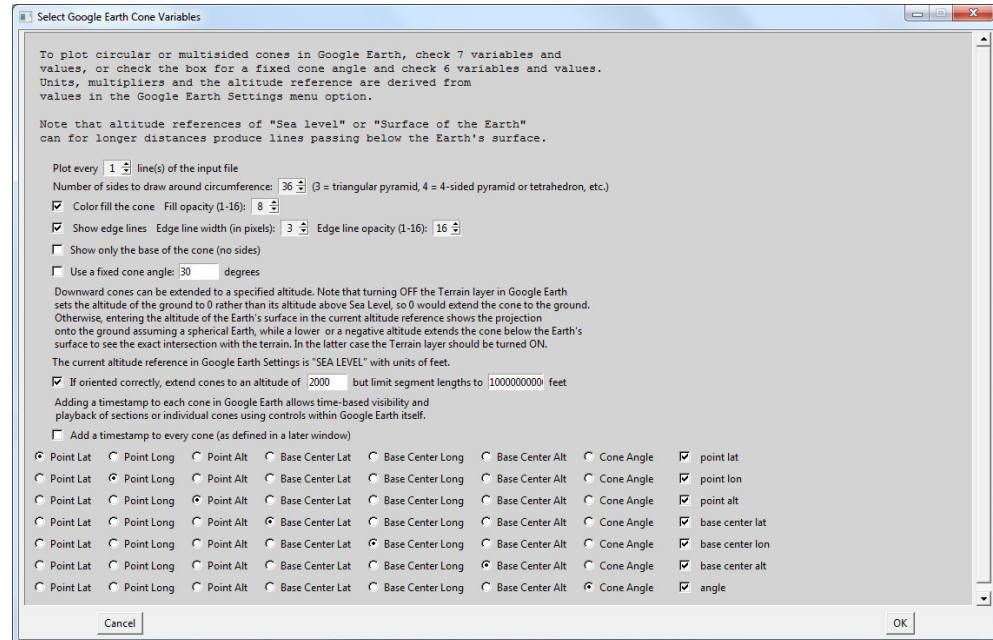 Select Google Earth Cone Variables
To plot circular or multisided cones in Google Earth, check 7 variables and
values, or check the box for a fixed cone angle and check 6 variables and values.
Units, multipliers and the altitude reference are derived from
values in the Google Earth Settings menu option.
Note that altitude references of "Sea level" or "Surface of the Earth"
can for longer distances produce lines passing below the Earth's surface.
Plot every 1 line(s) of the input file
Number of sides to draw around circumference: 36 (3 = triangular pyramid, 4 = 4-sided pyramid or tetrahedron, etc.)
Color fill the cone Fill opacity (1-16): 8
Show edge lines Edge line width (in pixels): 3 Edge line opacity (1-16): 16
Show only the base of the cone (no sides)
Use a fixed cone angle: 30 degrees
Downward cones can be extended to a specified altitude. Note that turning OFF the Terrain layer in Google Earth
sets the altitude of the ground to 0 rather than its altitude above Sea Level, so 0 would extend the cone to the ground.
Otherwise, entering the altitude of the Earth's surface in the current altitude reference shows the projection
onto the ground assuming a spherical Earth, while a lower or a negative altitude extends the cone below the Earth's
surface to see the exact intersection with the terrain. In the latter case the Terrain layer should be turned ON.
The current altitude reference in Google Earth Settings is "SEA LEVEL" with units of feet.
If oriented correctly, extend cones to an altitude of 2000 but limit segment lengths to 1000000000 feet
Adding a timestamp to each cone in Google Earth allows time-based visibility and
playback of sections or individual cones using controls within Google Earth itself.
Add a timestamp to every cone (as defined in a later window)
Point Lat Point Long Point Alt Base Center Lat Base Center Long Base Center Alt Cone Angle point lat
Point Lat Point Long Point Alt Base Center Lat Base Center Long Base Center Alt Cone Angle point lon
Point Lat Point Long Point Alt Base Center Lat Base Center Long Base Center Alt Cone Angle point alt
Point Lat Point Long Point Alt Base Center Lat Base Center Long Base Center Alt Cone Angle base center lat
Point Lat Point Long Point Alt Base Center Lat Base Center Long Base Center Alt Cone Angle base center lon
Point Lat Point Long Point Alt Base Center Lat Base Center Long Base Center Alt Cone Angle base center alt
Point Lat Point Long Point Alt Base Center Lat Base Center Long Base Center Alt Cone Angle angle
Cancel OK